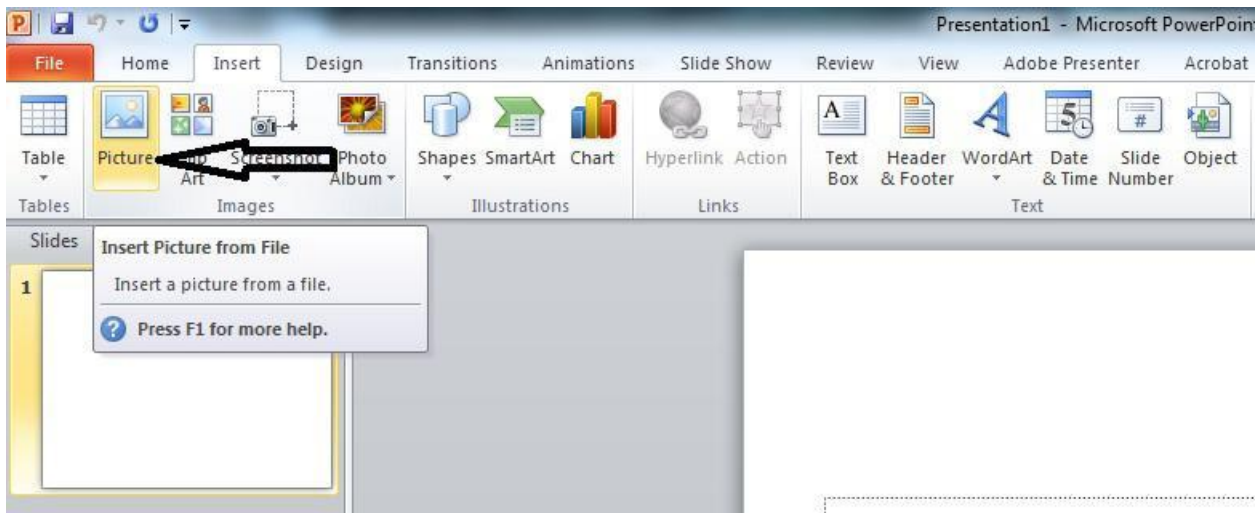 Presentation1 - Microsoft PowerPoin
File Home Insert Design Transitions Animations Slide Show Review View Adobe Presenter Acrobat
Table Picture Screenshot Photo Album Shapes SmartArt Chart Hyperlink Action Text Box Header & Footer WordArt Date & Time Slide Number Object
Art
Tables Images Illustrations Links Text
Slides
Insert Picture from File
Insert a picture from a file.
Press F1 for more help.
1